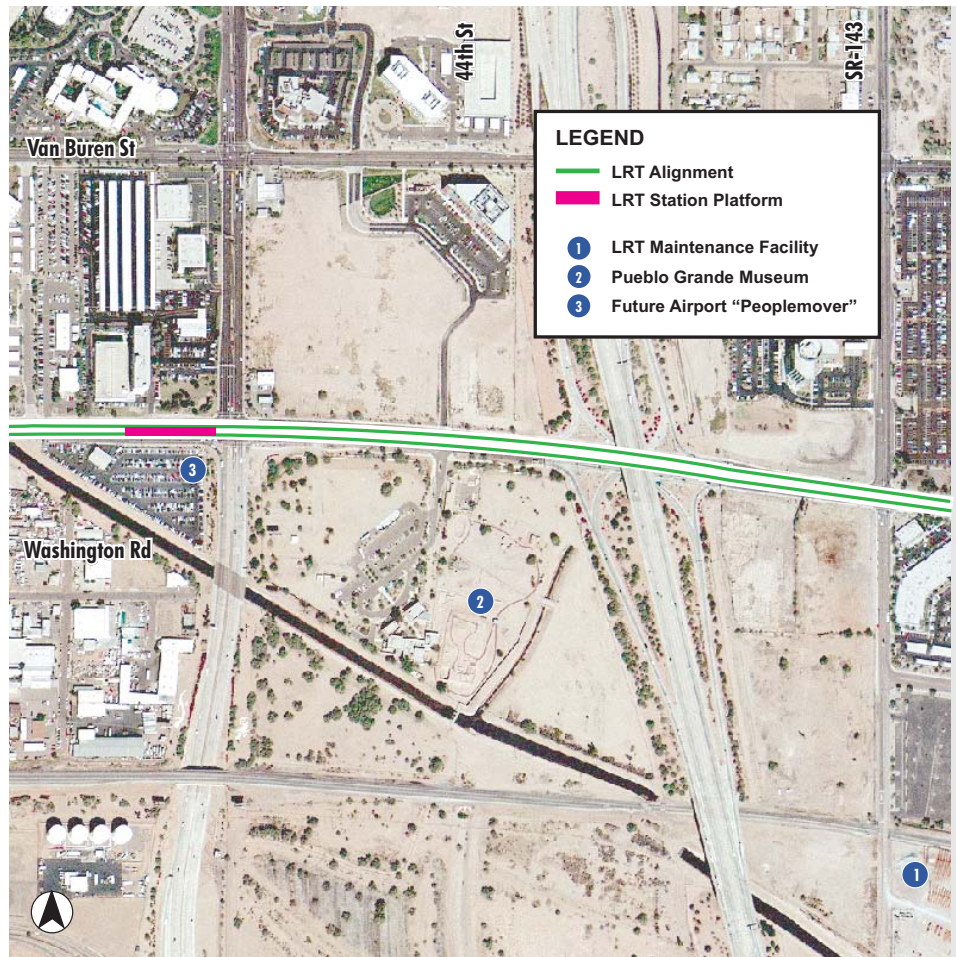 44th St
SR-143
Van Buren St
LEGEND
LRT Alignment
LRT Station Platform
1 LRT Maintenance Facility
2 Pueblo Grande Museum
3 Future Airport “Peoplemover”
3
Washington Rd
2
1